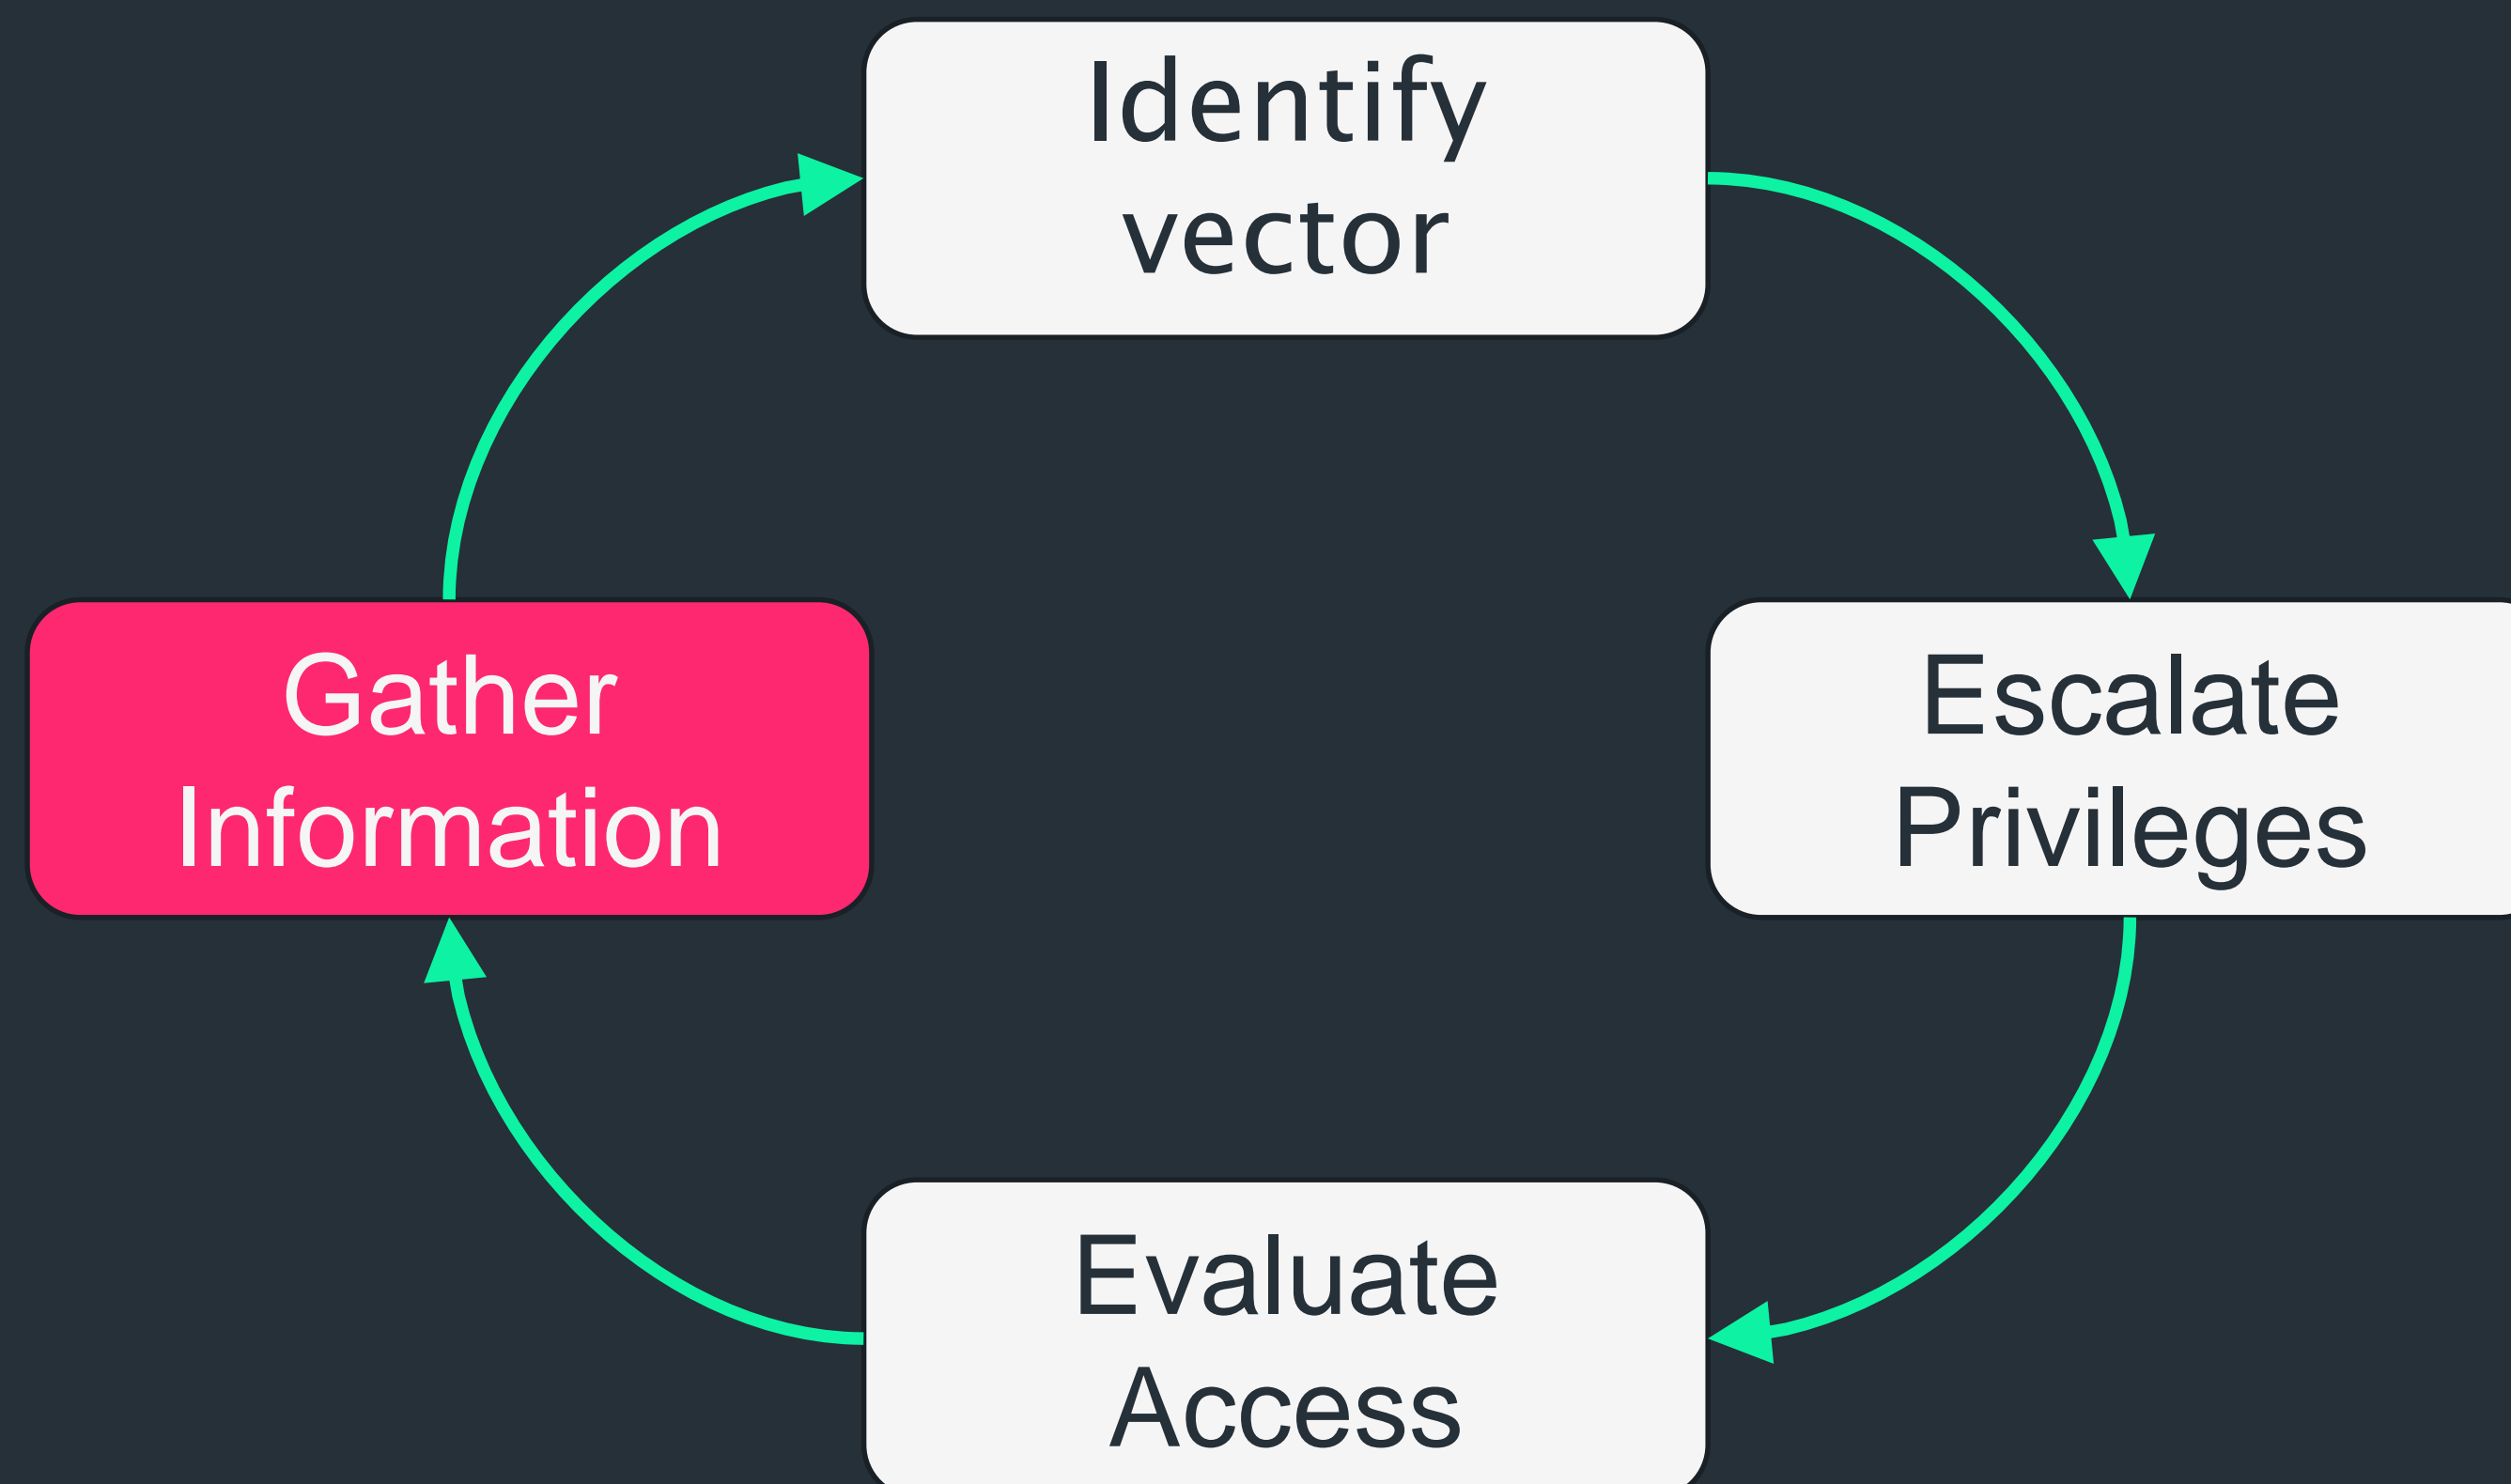 Identify
vector
Gather
Information
Escalate
Privileges
Evaluate
Access